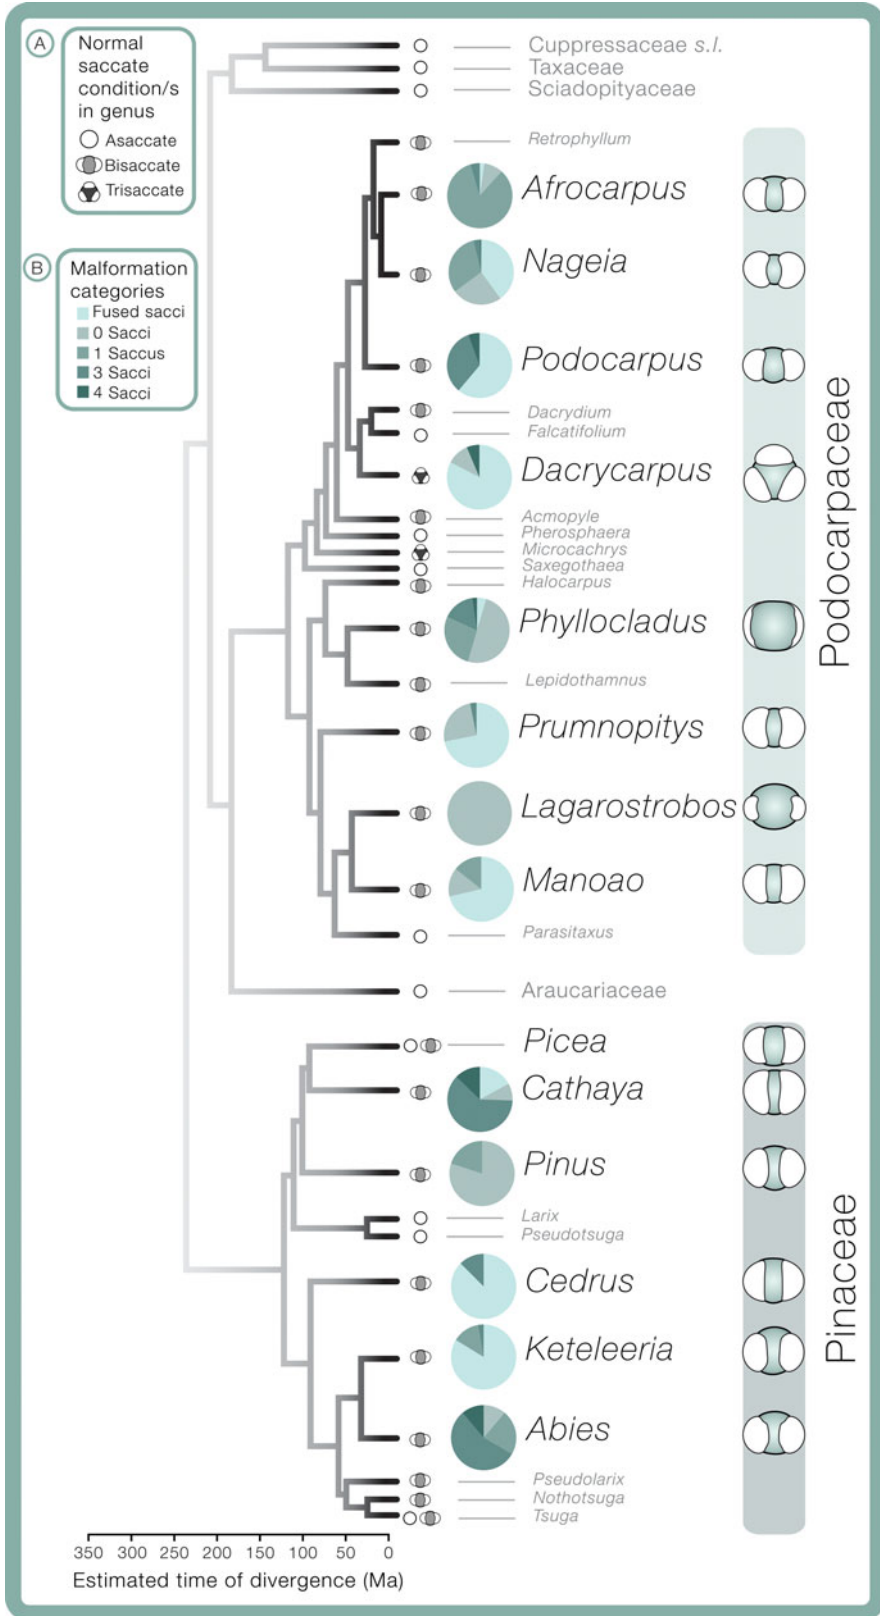 A
Normal
saccate
condition/s
in genus
Asaccate
Bisaccate
Trisaccate
B
Malformation
categories
Fused sacci
0 Sacci
1 Saccus
3 Sacci
4 Sacci
Cuppressaceae s.l.
Taxaceae
Sciadopityaceae
Retrophyllum
Afrocarpus
Nageia
Podocarpus
Dacrydium
Falcatifolium
Dacrycarpus
Acmopyle
Pherosphaera
Microcachrys
Saxegothaea
Halocarpus
Phyllocladus
Lepidothamnus
Prumnopitys
Lagarostrobos
Manoao
Parasitaxus
Araucariaceae
Picea
Cathaya
Pinus
Larix
Pseudotsuga
Cedrus
Keteleeria
Abies
Pseudolarix
Nothotsuga
Tsuga
Podocarpaceae
Pinaceae
350 300 250 200 150 100 50 0
Estimated time of divergence (Ma)